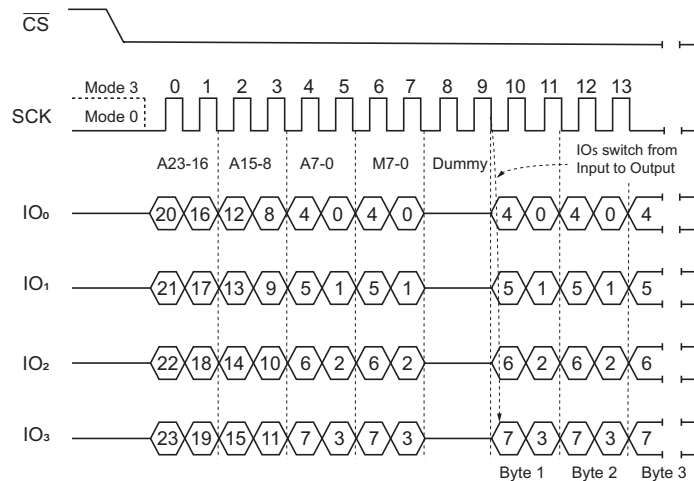 CS
Mode 3 0 1 2 3 4 5 6 7 8 9 10 11 12 13
SCK
Mode 0
IOs switch from
A23-16 A15-8 A7-0 M7-0 Dummy Input to Output
IO₀ 20 16 12 8 4 0 4 0 4 0 4 0 4
IO₁ 21 17 13 9 5 1 5 1 5 1 5 1 5
IO₂ 22 18 14 10 6 2 6 2 6 2 6 2 6
IO₃ 23 19 15 11 7 3 7 3 7 3 7 3 7
Byte 1 Byte 2 Byte 3